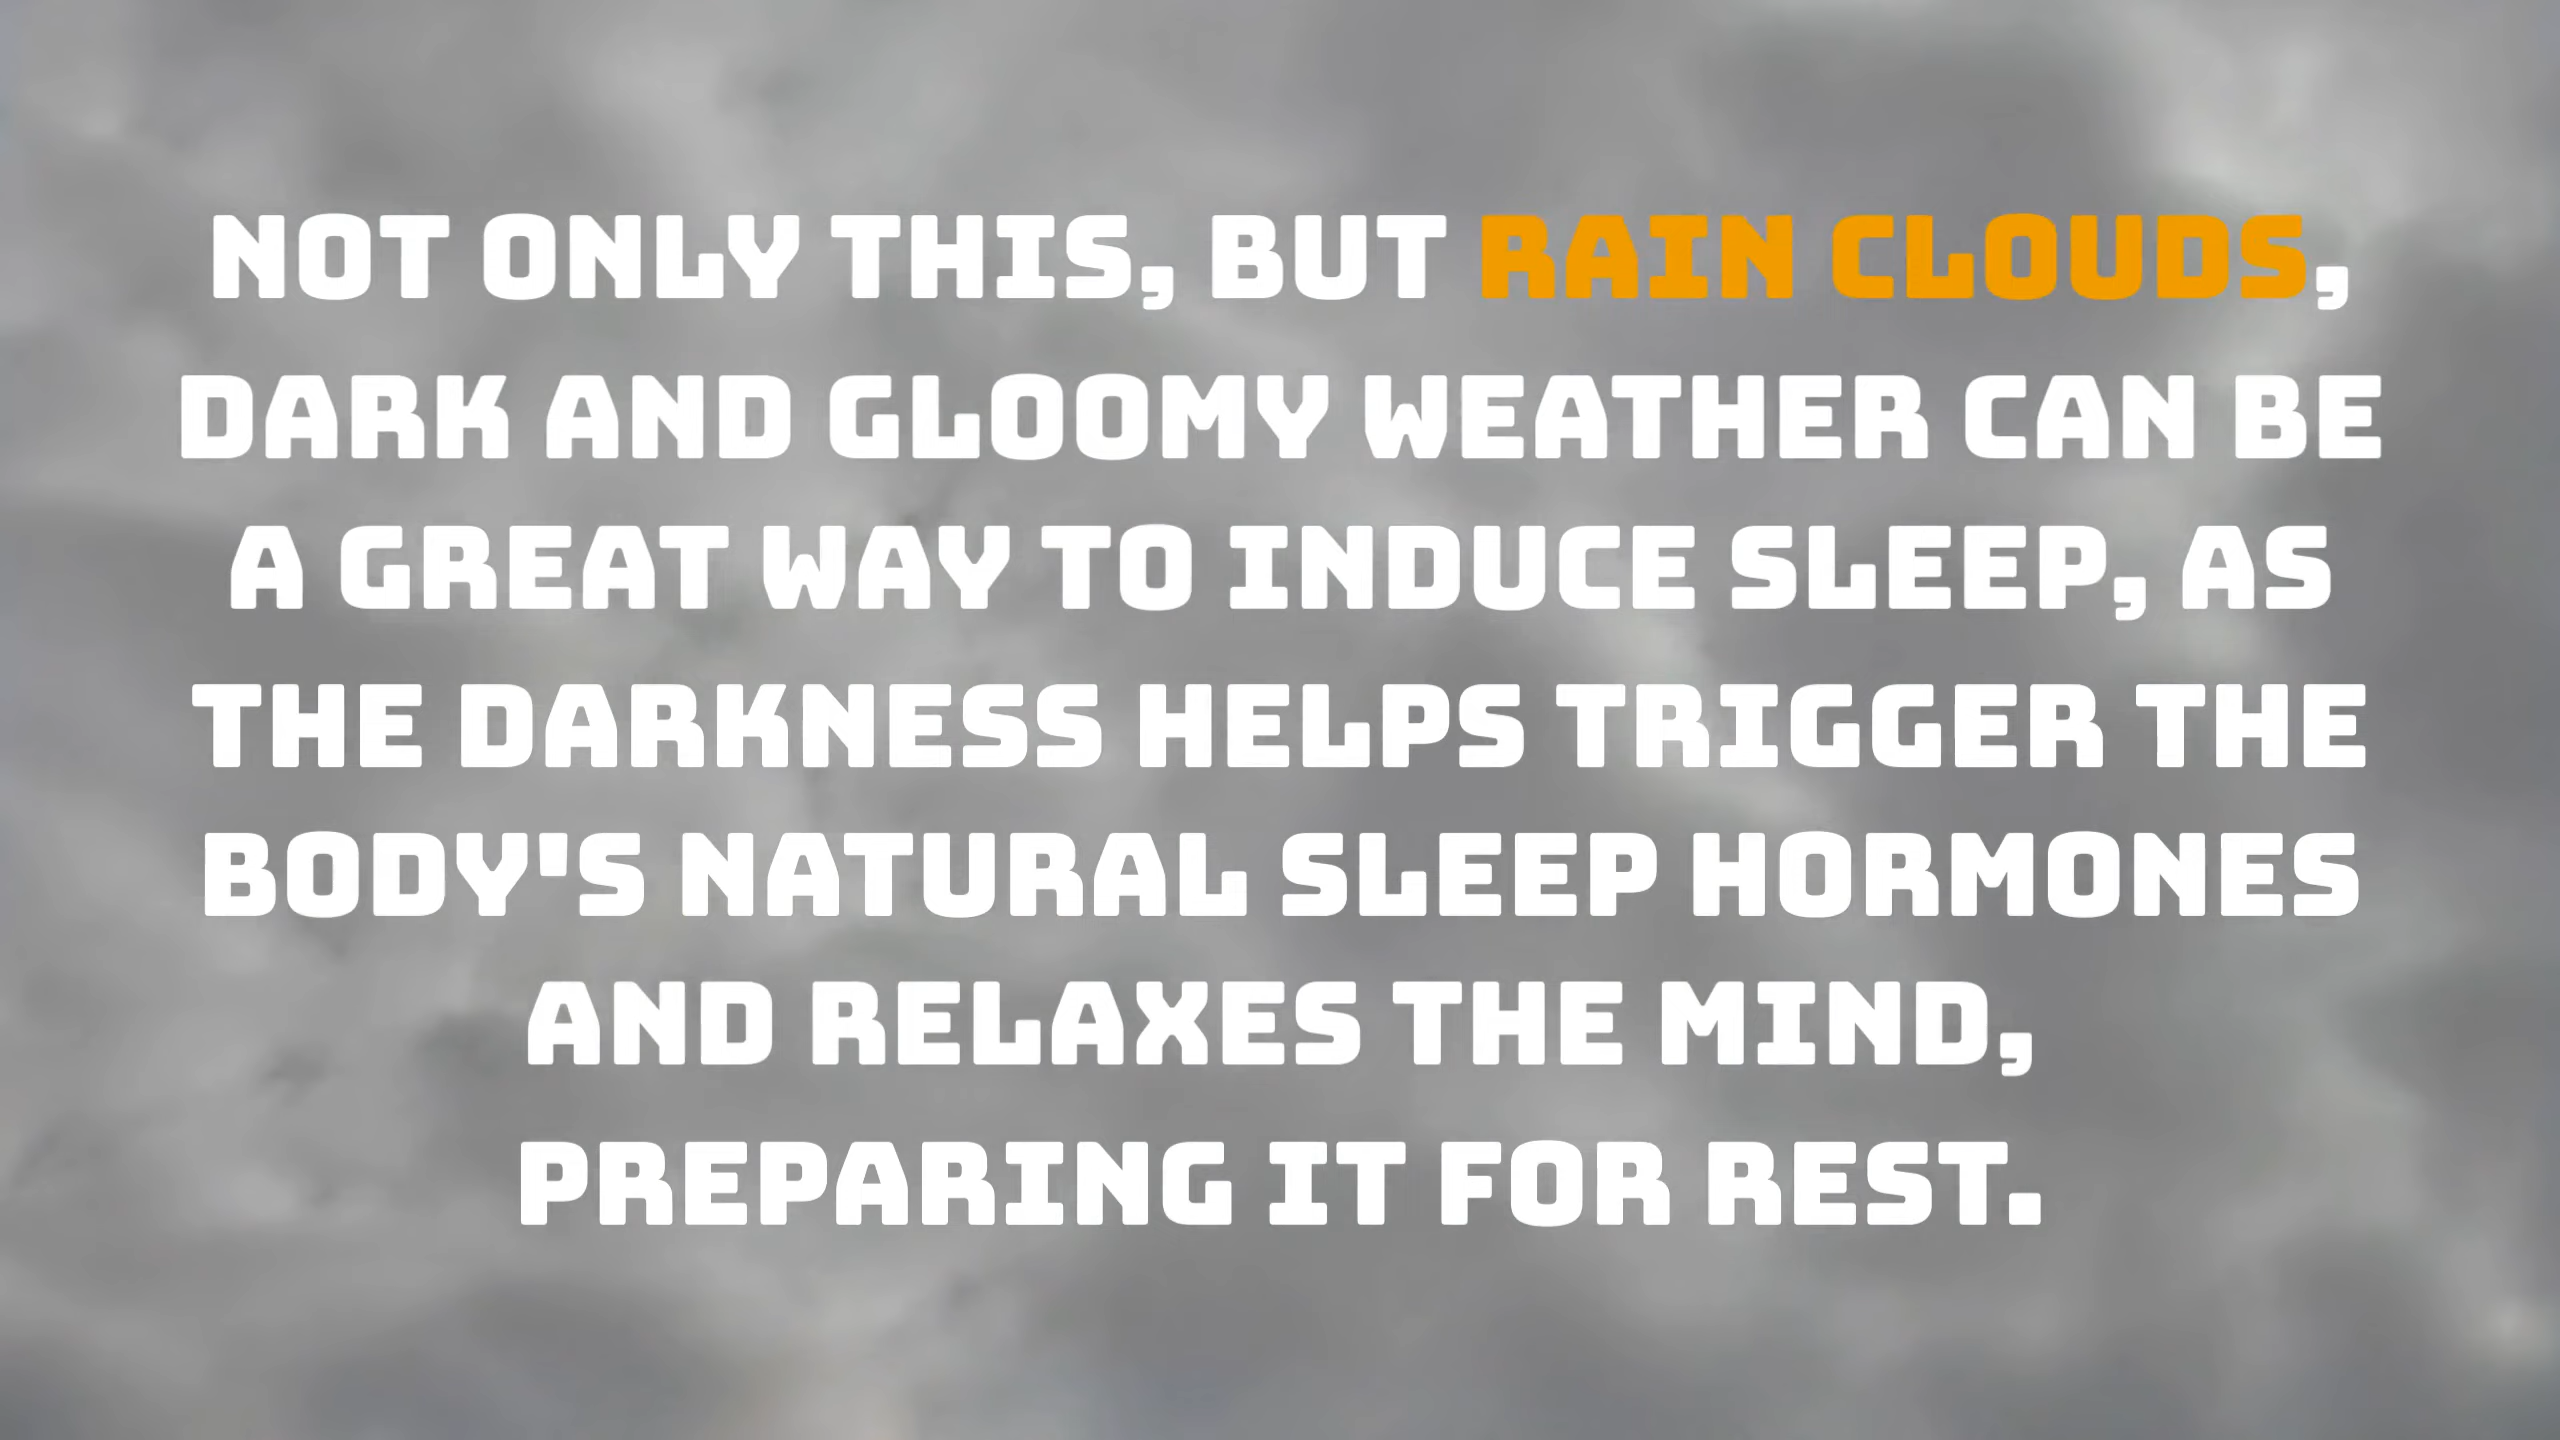 NOT ONLY THIS, BUT RAIN CLOUDS,
DARK AND GLOOMY WEATHER CAN BE
A GREAT WAY TO INDUCE SLEEP, AS
THE DARKNESS HELPS TRIGGER THE
BODY'S NATURAL SLEEP HORMONES
AND RELAXES THE MIND,
PREPARING IT FOR REST.